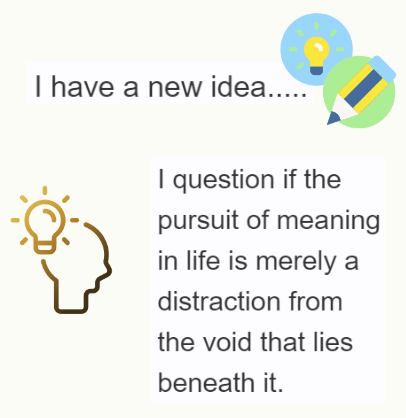 I have a new idea.....
I question if the
pursuit of meaning
in life is merely a
distraction from
the void that lies
beneath it.